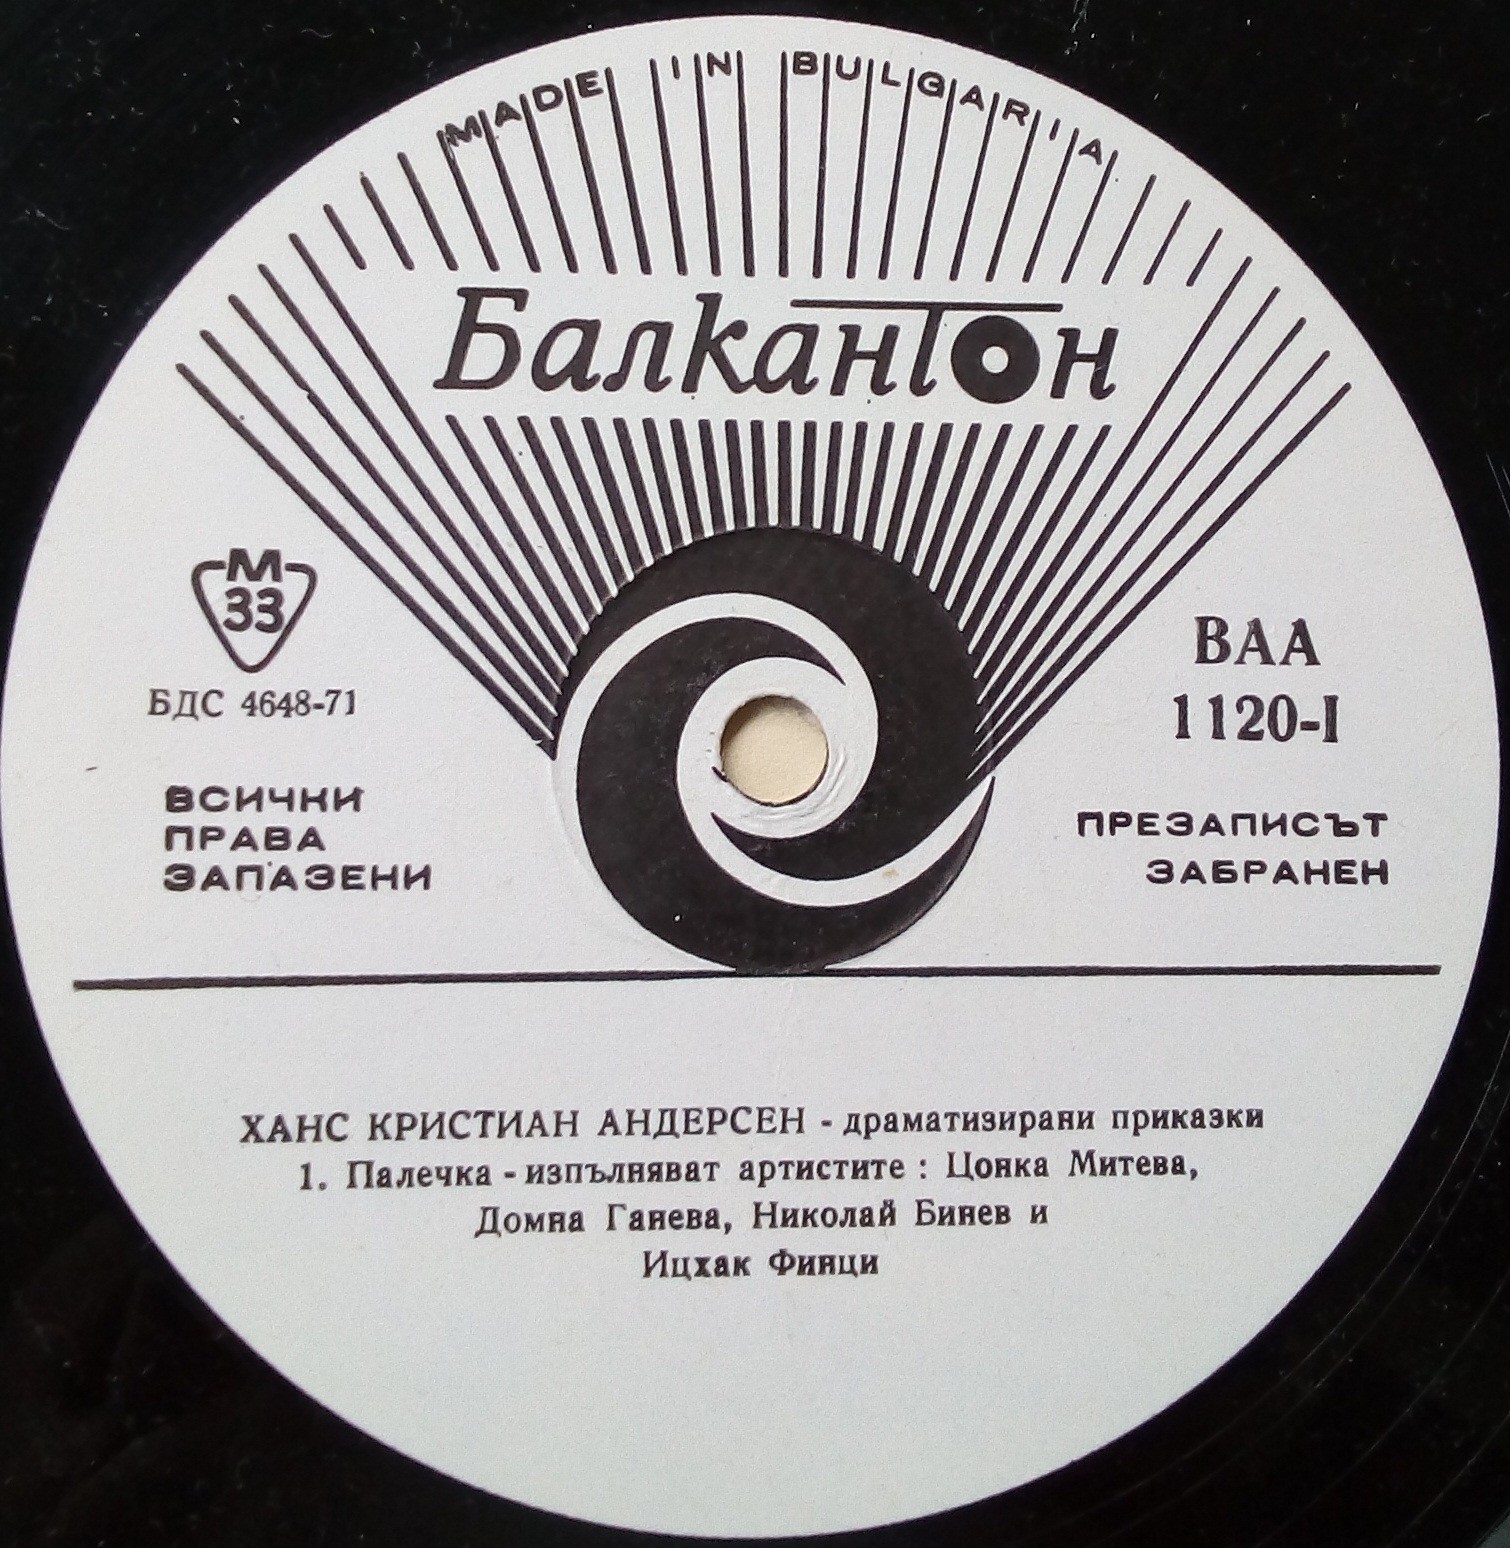 MADE IN BULGARIA
Балкантон
М
33
БДС 4648-71
ВСИЧКИ
ПРАВА
ЗАПАЗЕНИ
ВАА
1120-I
ПРЕЗАПИСЪТ
ЗАБРАНЕН
ХАНС КРИСТИАН АНДЕРСЕН - драматизирани приказки
1. Палечка - изпълняват артистите : Цонка Митева,
Домна Ганева, Николай Бинев и
Ицхак Финци